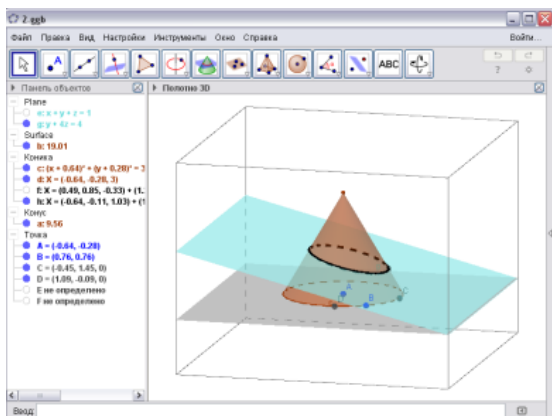 2.ggb
Файл Правка Вид Настройки Инструменты Окно Справка
Войти...
ABC
Панель объектов
Полотно 3D
Plane
e: x + y + z = 1
g: y + 4z = 4
Surface
b: 19.01
Коника
c: (x + 0.64)² + (y + 0.28)² = 3
d: X = (-0.64, -0.28, 3)
f: X = (0.49, 0.85, -0.33) + (1.
h: X = (-0.64, -0.11, 1.03) + (1
Конус
a: 9.56
Точка
A = (-0.64, -0.28)
B = (0.76, 0.76)
C = (-0.45, 1.45, 0)
D = (1.09, -0.09, 0)
E не определено
F не определено
A
B
C
Ввод: